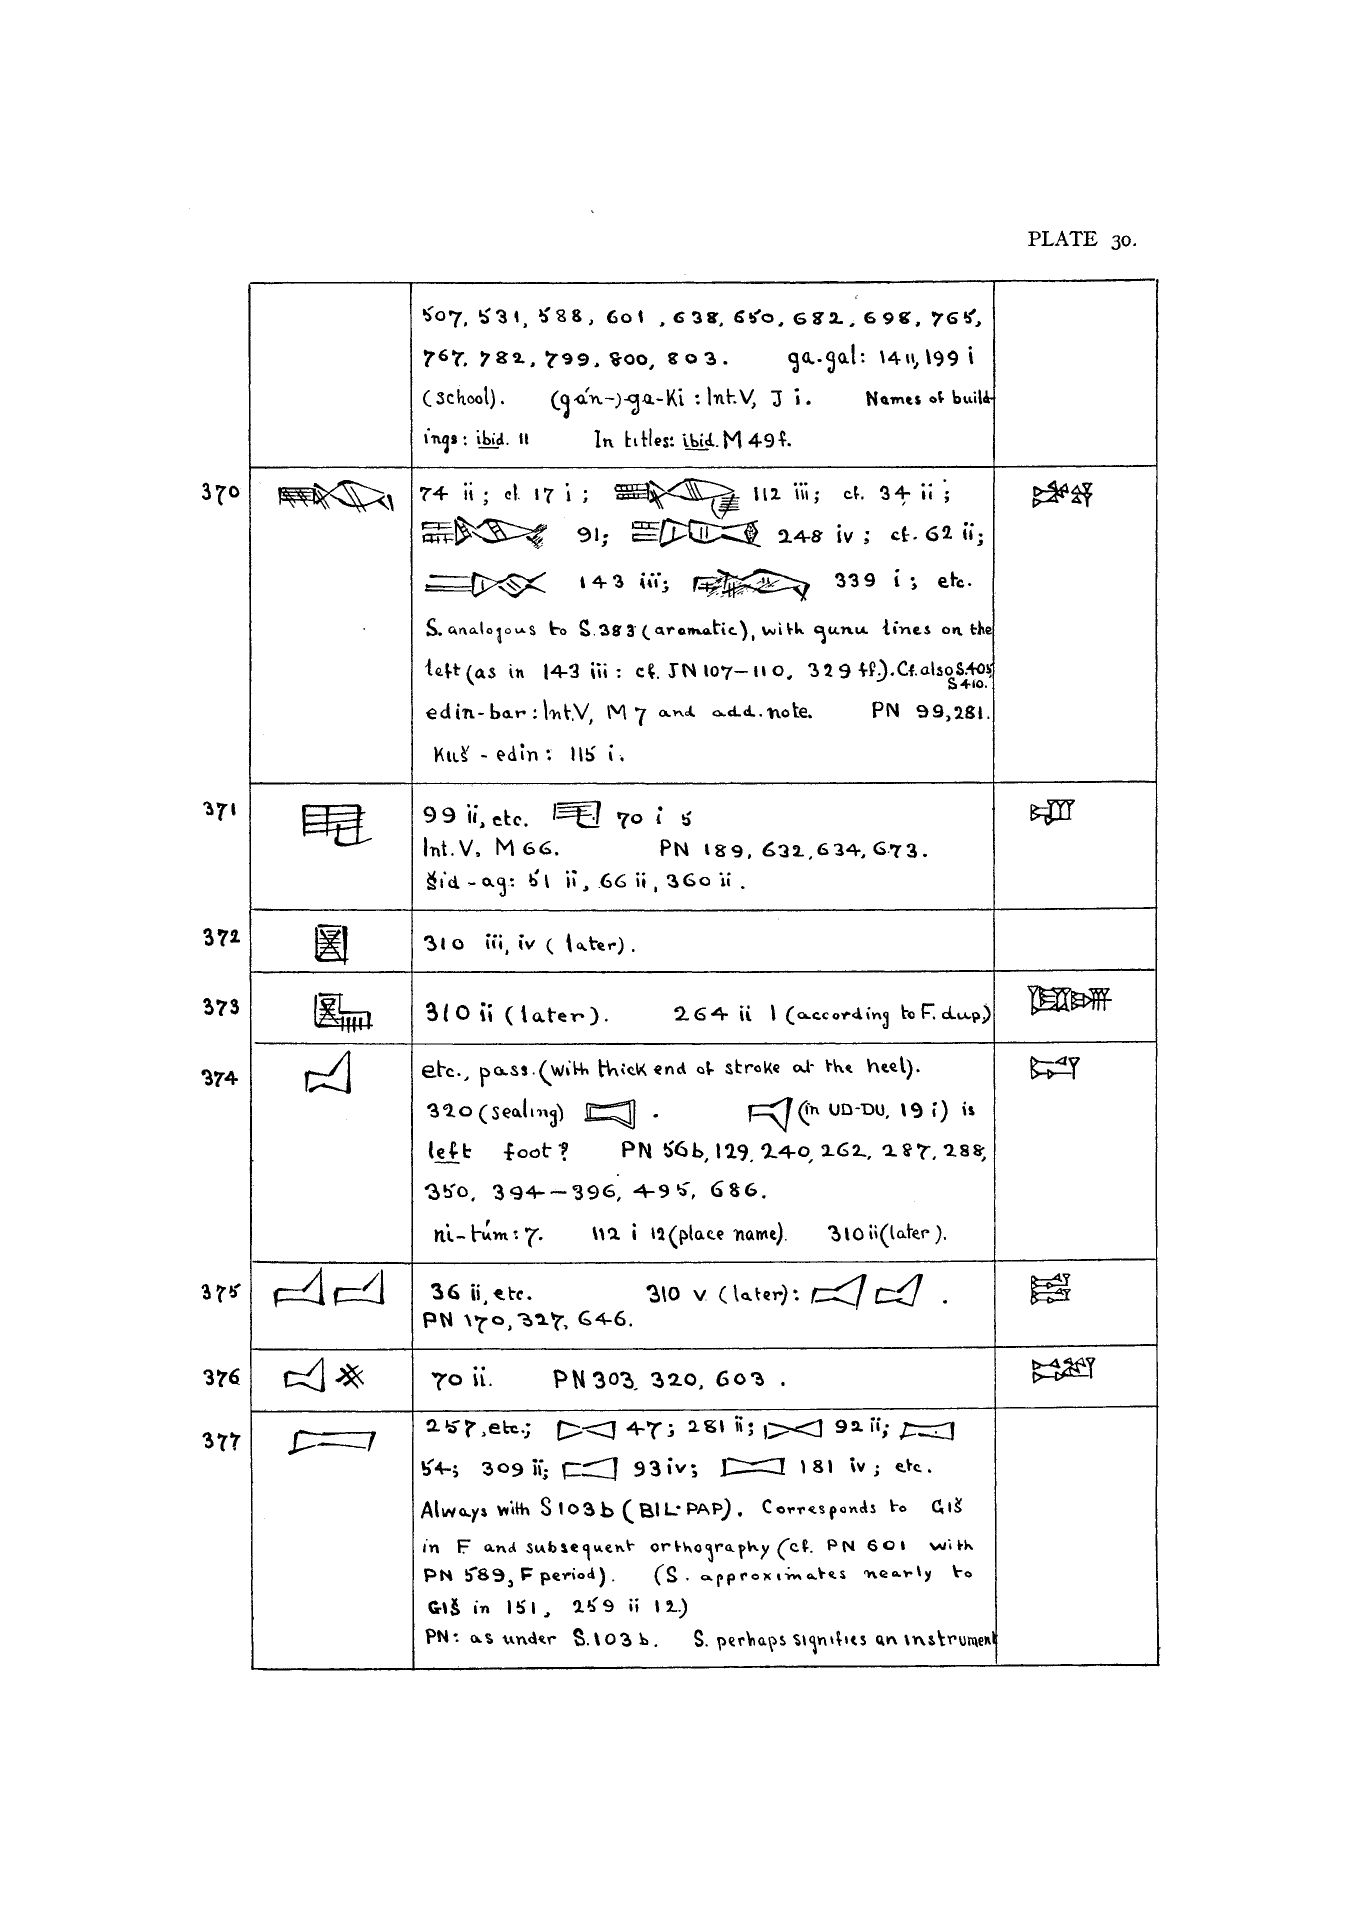 PLATE 30.
507, 531, 588, 601, 638, 650, 682, 698, 765,
767, 782, 799, 800, 803. ga-gal: 14 ii, 199 i
(school). (gán-)-ga-Ki: Int. V, J i. Names of build-
ings: ibid. 11 In titles: ibid. M 49 f.
370 74 ii; cf. 17 i; 112 iii; cf. 34 ii;
91; 248 iv; cf. 62 ii;
143 iii; 339 i; etc.
S. analogous to S. 383 (aromatic), with gunu lines on the
left (as in 143 iii: cf. JN 107-110, 329 ff.). Cf. also S. 405,
S 410.
edin-bar: Int. V, M 7 and add. note. PN 99, 281.
Kuš-edin: 115 i.
371 99 ii, etc. 70 i 5
Int. V, M 66. PN 189, 632, 634, 673.
šid-ag: 51 ii, 66 ii, 360 ii.
372 310 iii, iv (later).
373 310 ii (later). 264 ii 1 (according to F. dup.)
374 etc., pass. (with thick end of stroke at the heel).
320 (sealing) . (in UD-DU, 19 i) is
left foot? PN 56b, 129, 240, 262, 287, 288,
350, 394-396, 495, 686.
ni-túm: 7. 112 i 12 (place name). 310 ii (later).
375 36 ii, etc. 310 v (later): .
PN 170, 327, 646.
376 70 ii. PN 303, 320, 603.
377 257, etc.; 47; 281 ii; 92 ii;
54; 309 ii; 93 iv; 181 iv; etc.
Always with S 103b (BIL-PAP). Corresponds to GIŠ
in F and subsequent orthography (cf. PN 601 with
PN 589, F period). (S. approximates nearly to
GIŠ in 151, 259 ii 12.)
PN: as under S. 103b. S. perhaps signifies an instrument